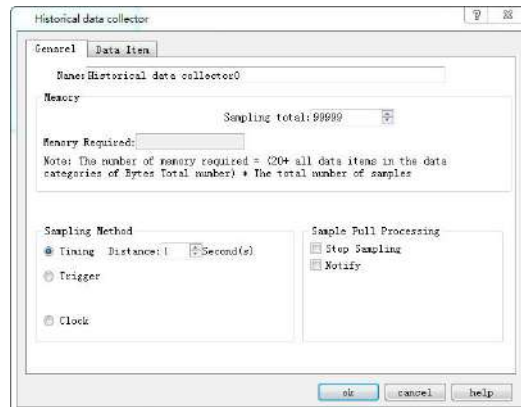 Historical data collector
Genarel Data Item
Name: Historical data collector0
Memory
Sampling total: 99999
Memory Required:
Note: The number of memory required = (20+ all data items in the data
categories of Bytes Total number) * The total number of samples
Sampling Method
Timing Distance: 1 Second(s)
Trigger
Clock
Sample Full Processing
Stop Sampling
Notify
ok cancel help